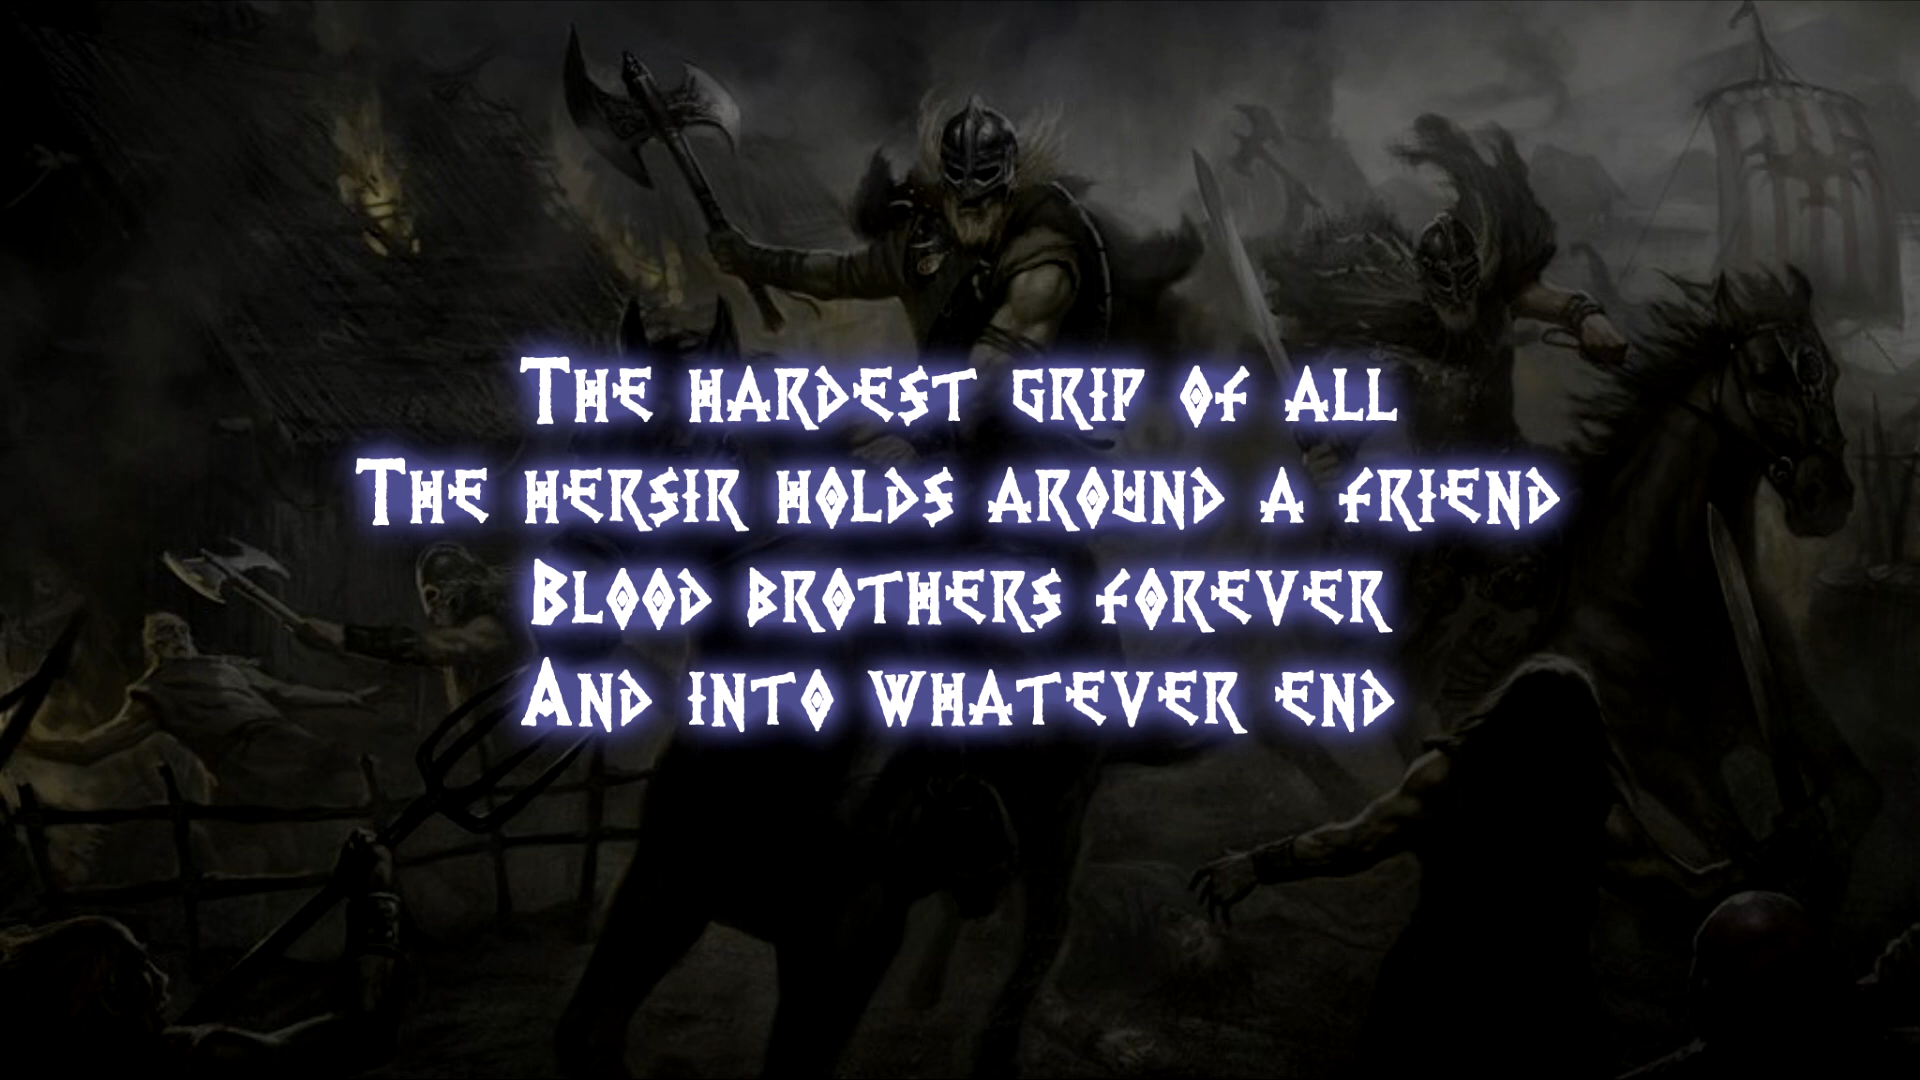 The hardest grip of all
The hersir holds around a friend
Blood brothers forever
And into whatever end